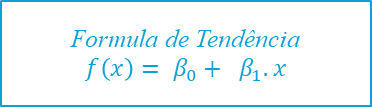 Formula de Tendência
f(x) = β₀ + β₁.x